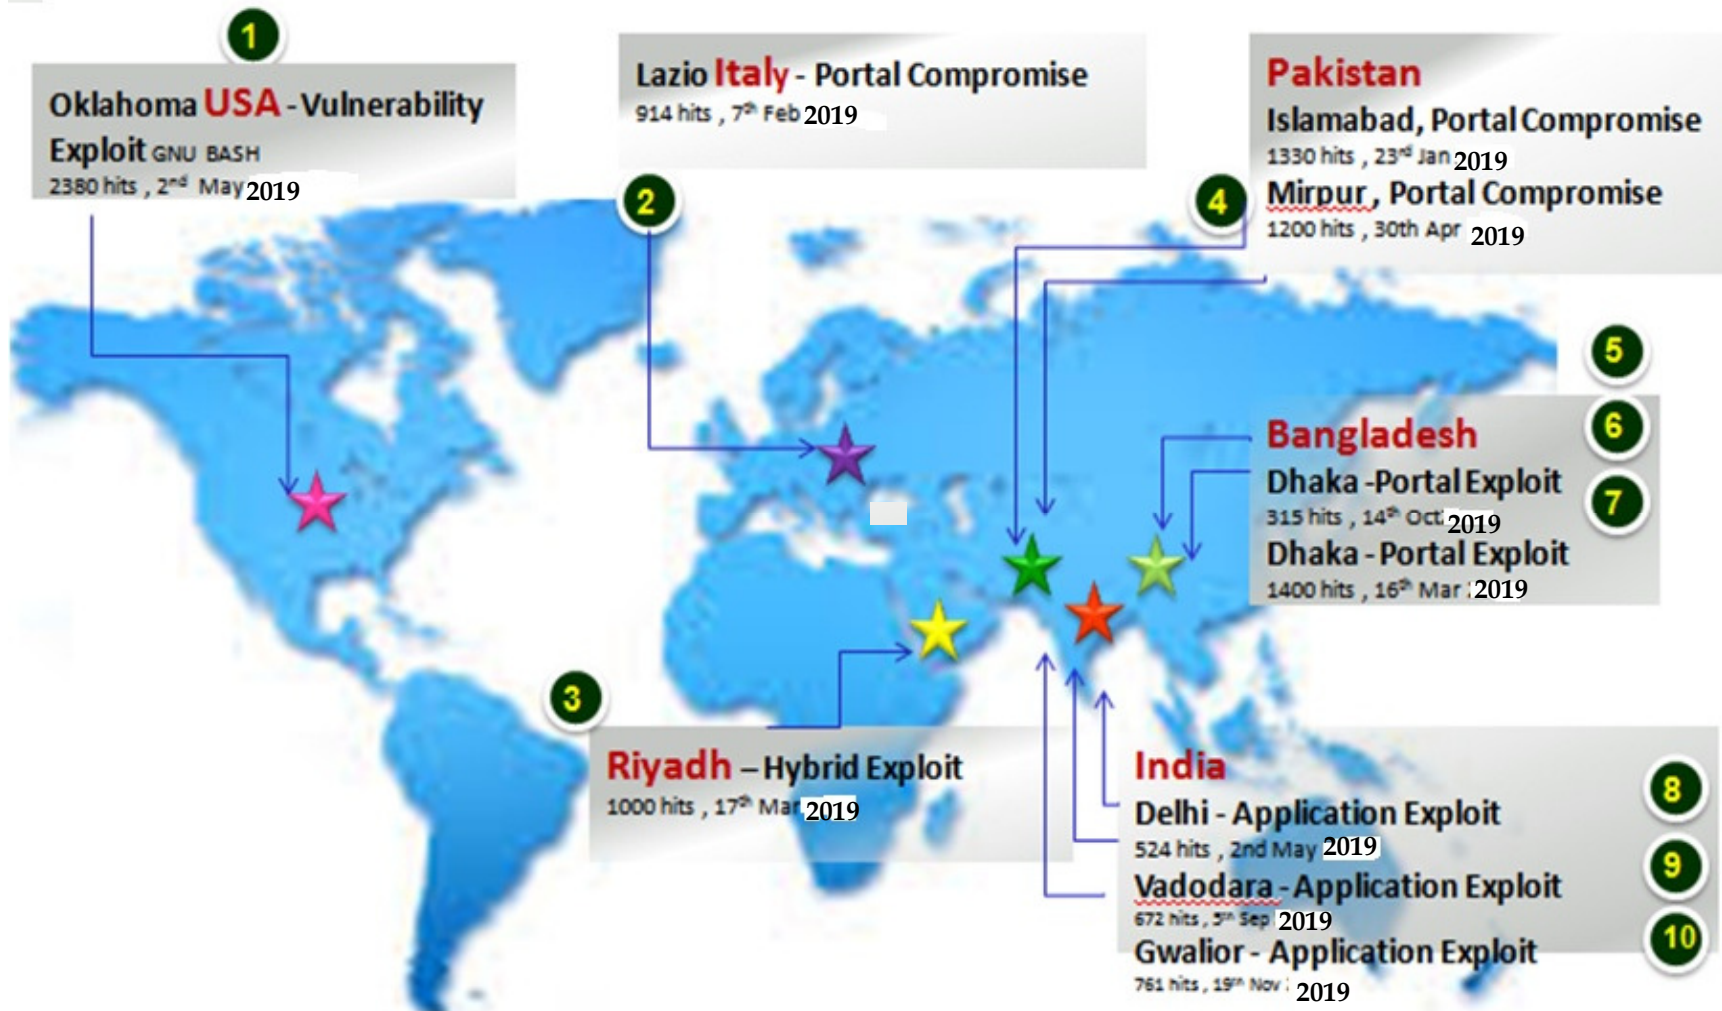 1
Oklahoma USA - Vulnerability
Exploit GNU BASH
2380 hits , 2nd May 2019
Lazio Italy - Portal Compromise
914 hits , 7th Feb 2019
2
Pakistan
Islamabad, Portal Compromise
1330 hits , 23rd Jan 2019
4
Mirpur , Portal Compromise
1200 hits , 30th Apr 2019
5
6
7
Bangladesh
Dhaka -Portal Exploit
315 hits , 14th Oct 2019
Dhaka - Portal Exploit
1400 hits , 16th Mar 2019
3
Riyadh – Hybrid Exploit
1000 hits , 17th Mar 2019
India
8
Delhi - Application Exploit
524 hits , 2nd May 2019
9
Vadodara - Application Exploit
672 hits , 5th Sep 2019
10
Gwalior - Application Exploit
761 hits , 19th Nov 2019